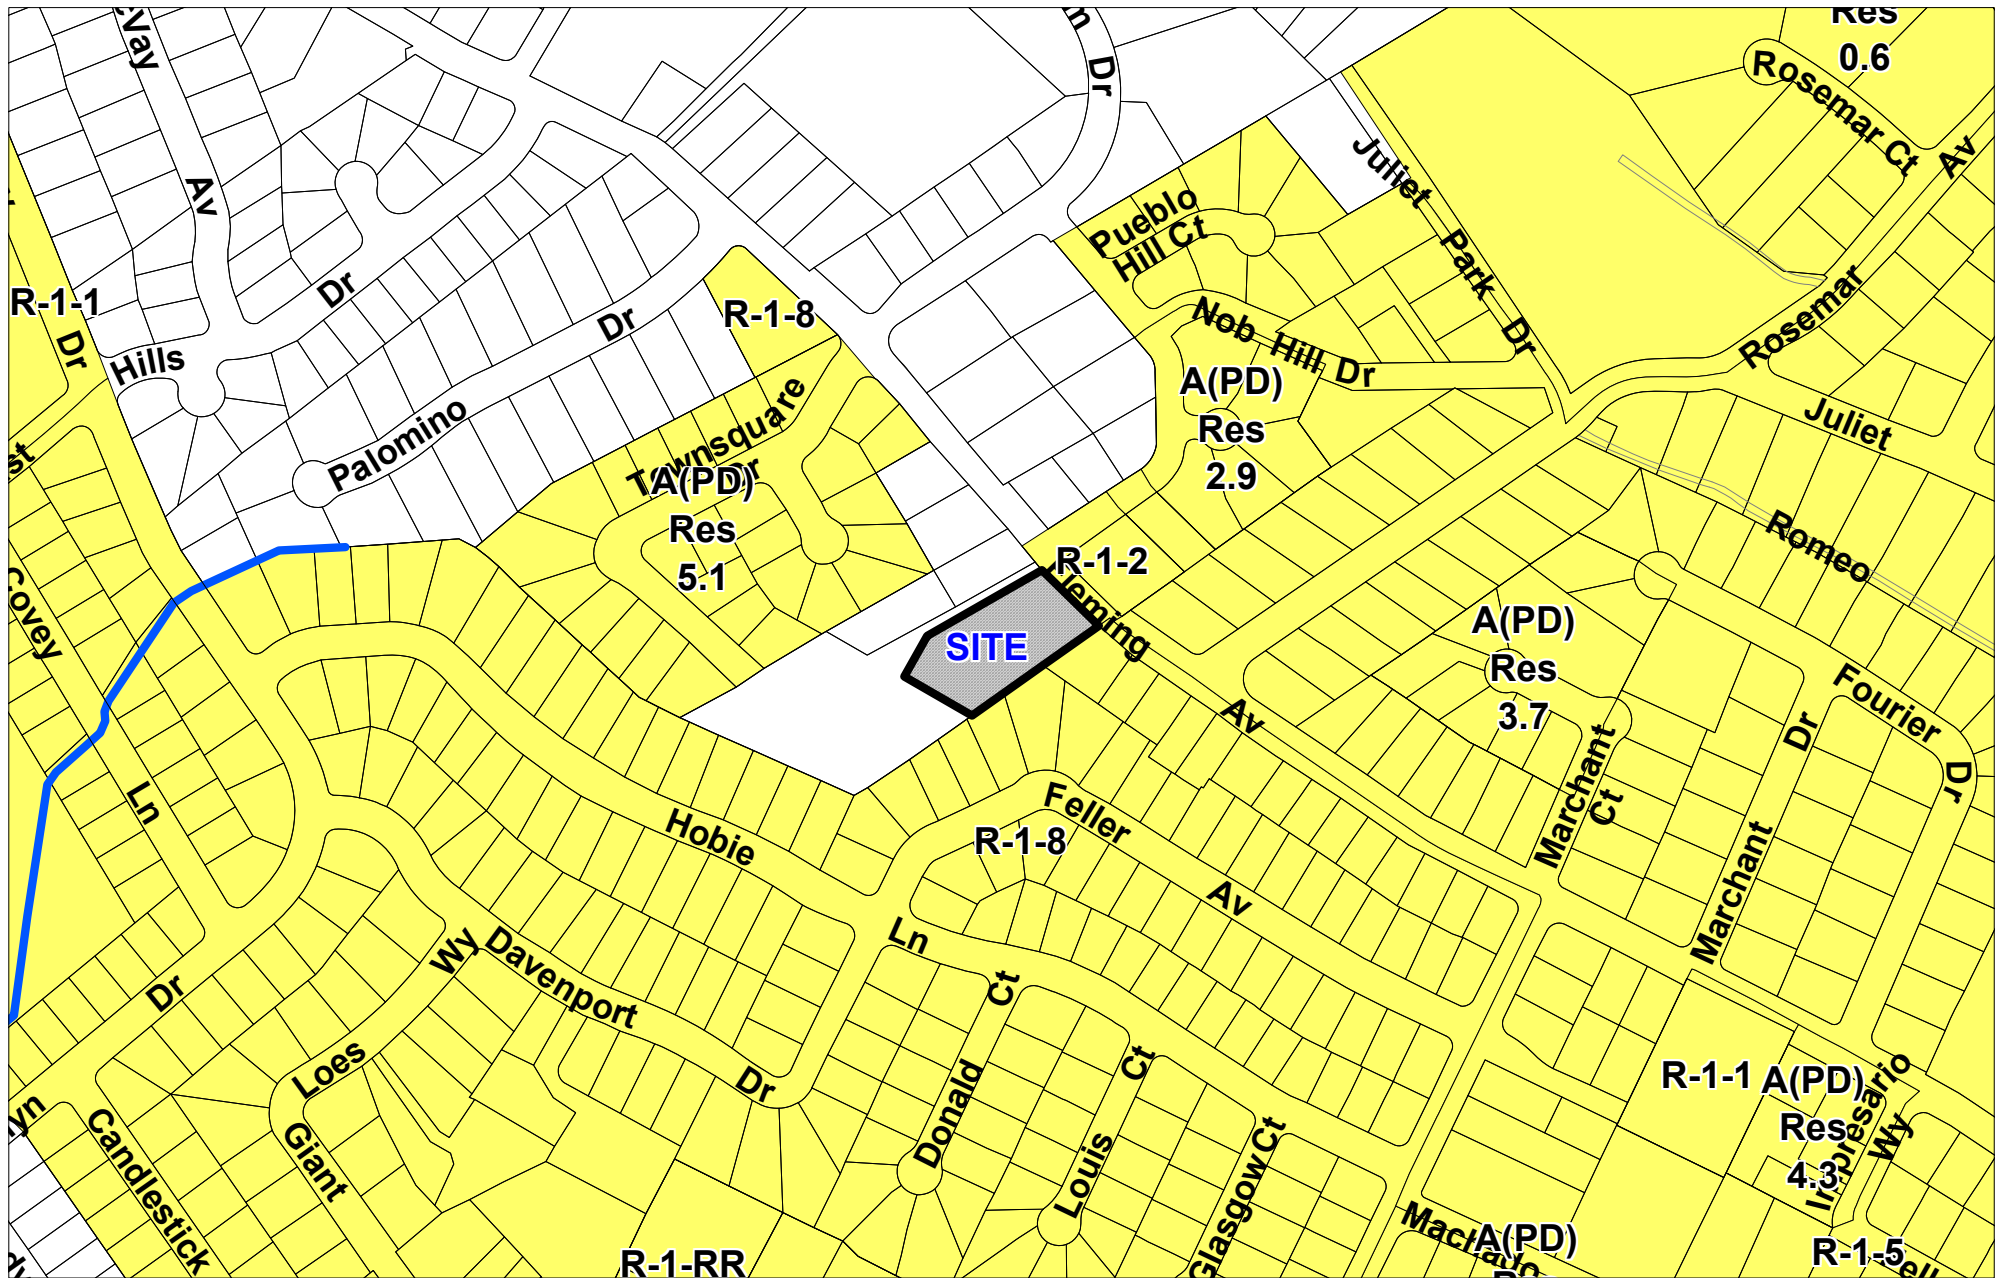 Dr
Res
0.6
Rosemar Ct
Av
Av
Juliet
Park
Dr
Pueblo
Hill Ct
R-1-1
Dr
Hills
Dr
Dr
Palomino
R-1-8
Nob Hill Dr
Rosemar
A(PD)
Res
2.9
Juliet
Townsquare
Dr
A(PD)
Res
5.1
Romeo
R-1-2
Fleming
Av
SITE
A(PD)
Res
3.7
Fourier
Dr
Covey
Ln
Marchant
Ct
Marchant
Dr
Hobie
Ln
Feller
Av
R-1-8
Davenport
Dr
Wy
Loes
Dr
Giant
Candlestick
Donald
Ct
Louis
Ct
Glasgow Ct
R-1-1
A(PD)
Res
4.3
Impresario
Wy
Machado
A(PD)
R-1-5
R-1-RR